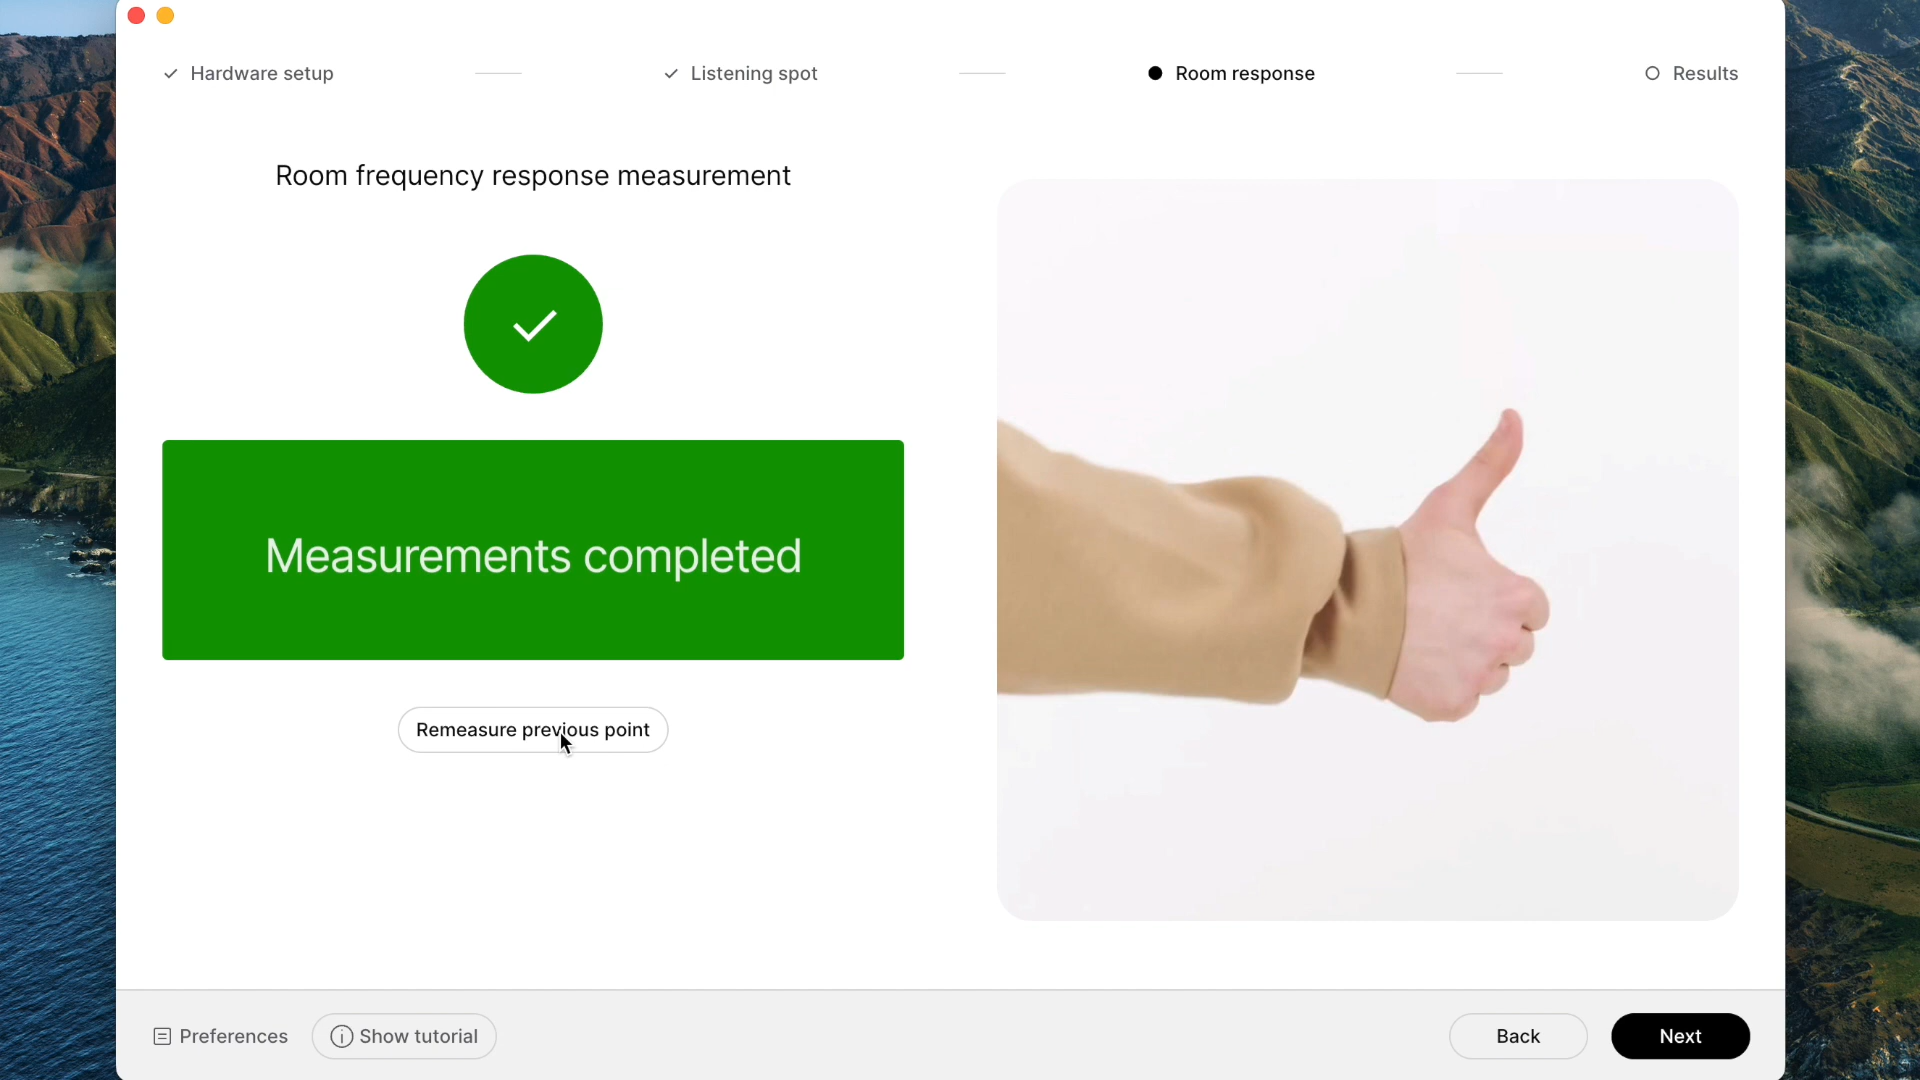 Hardware setup
Listening spot
Room response
Results
Room frequency response measurement
Measurements completed
Remeasure previous point
Preferences
Show tutorial
Back
Next